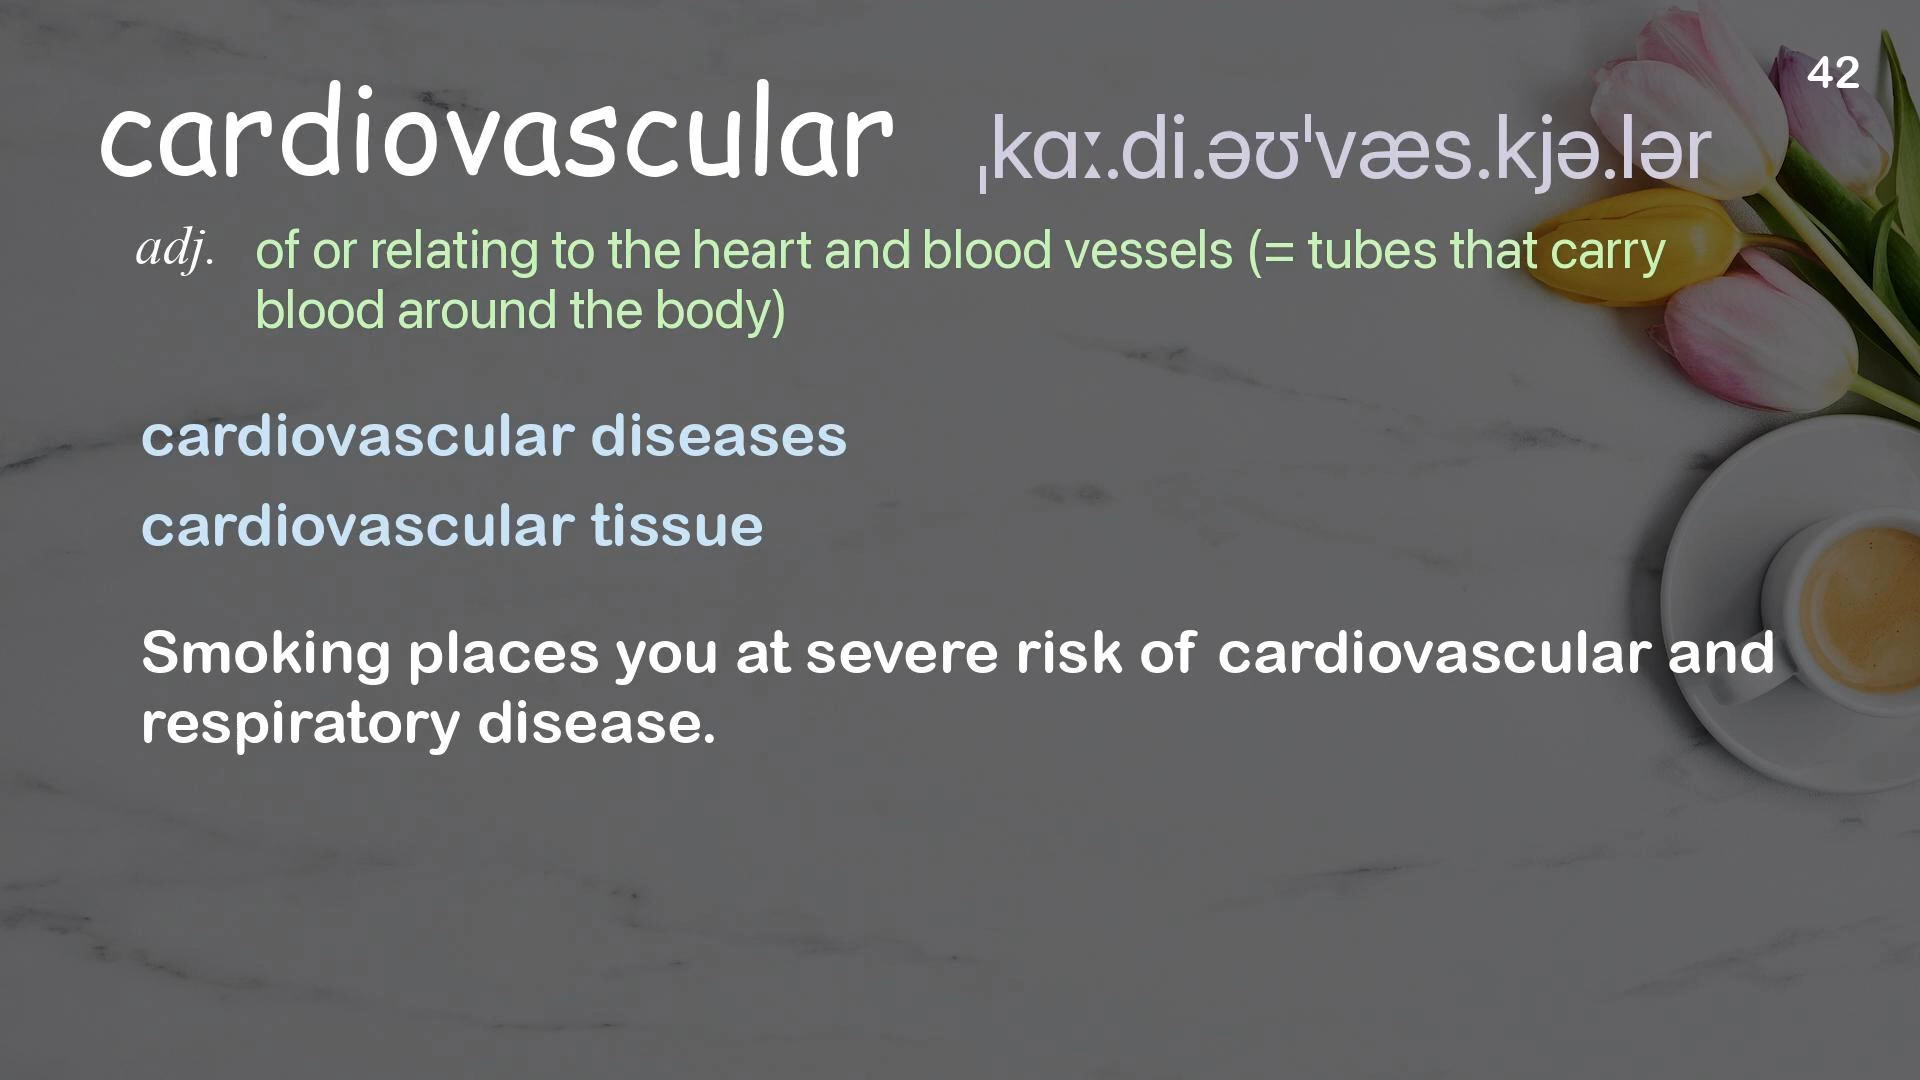 42
cardiovascular ˌkɑː.di.əʊˈvæs.kjə.lər
adj. of or relating to the heart and blood vessels (= tubes that carry
blood around the body)
cardiovascular diseases
cardiovascular tissue
Smoking places you at severe risk of cardiovascular and
respiratory disease.